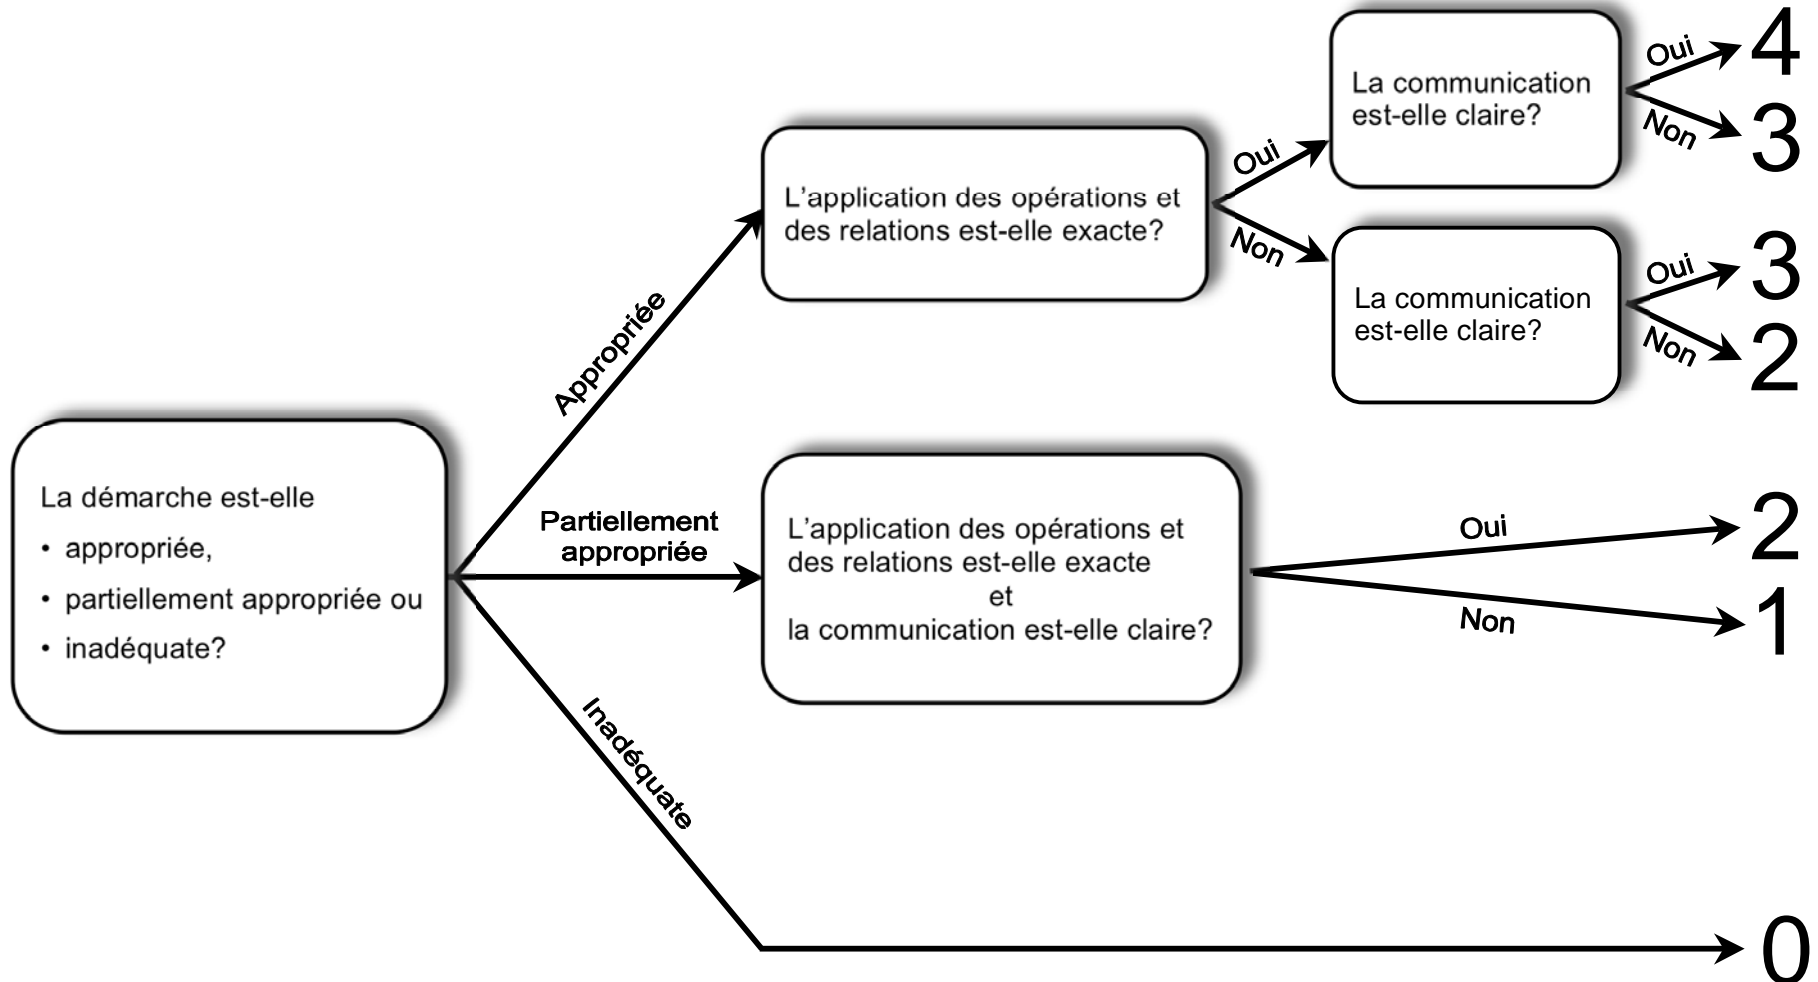 La démarche est-elle
• appropriée,
• partiellement appropriée ou
• inadéquate?
Appropriée
L'application des opérations et
des relations est-elle exacte?
Oui
La communication
est-elle claire?
Oui
4
Non
3
Non
La communication
est-elle claire?
Oui
3
Non
2
Partiellement
appropriée
L'application des opérations et
des relations est-elle exacte
et
la communication est-elle claire?
Oui
2
Non
1
Inadéquate
0